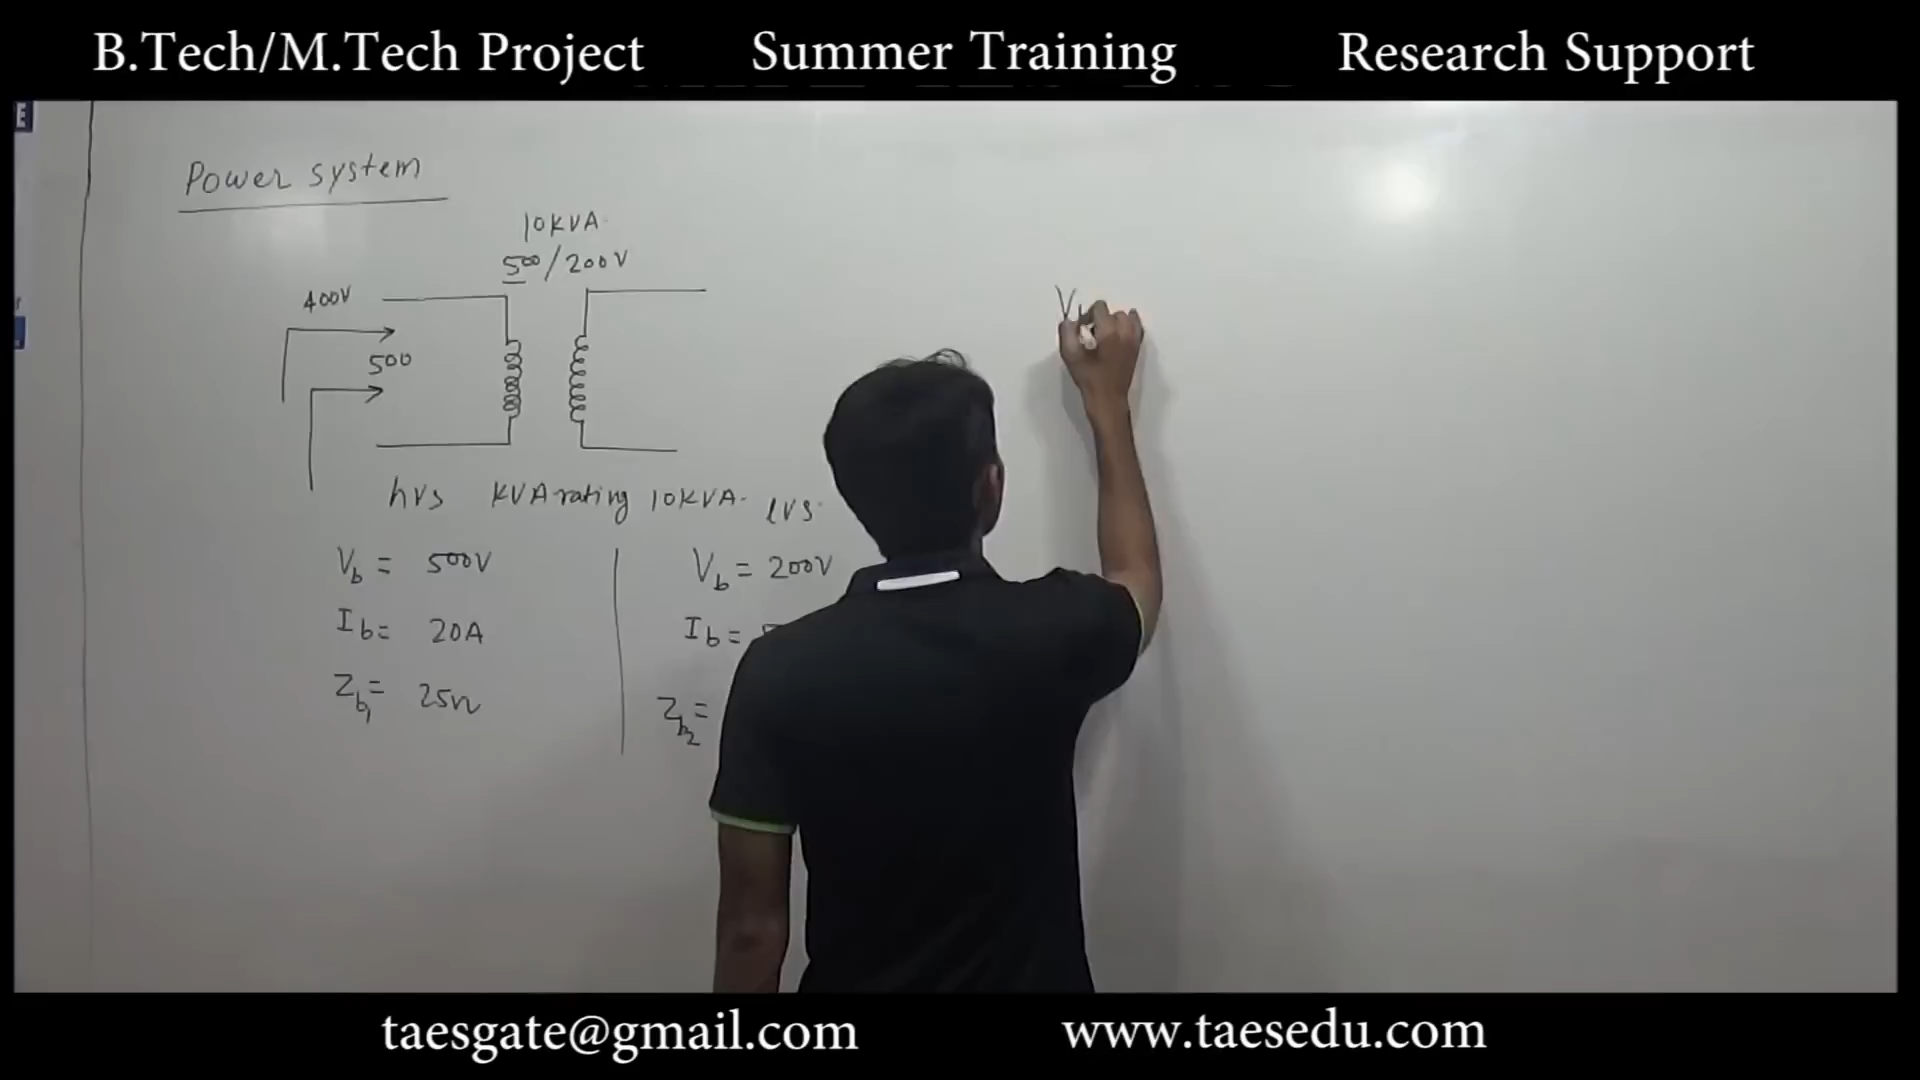 B.Tech/M.Tech Project Summer Training Research Support
E
Power system
10KVA
500/200V
400V
500
hvs KVA rating 10KVA lvs
Vb = 500V
Vb = 200V
Ib = 20A
Ib =
Zb1 = 25Ω
Zb2 =
taesgate@gmail.com www.taesedu.com